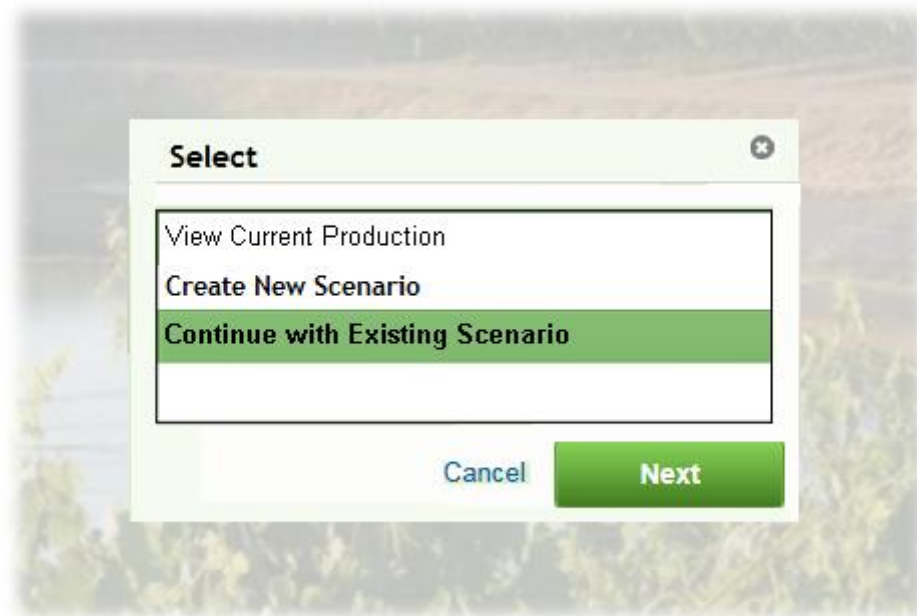 Select
View Current Production
Create New Scenario
Continue with Existing Scenario
Cancel Next